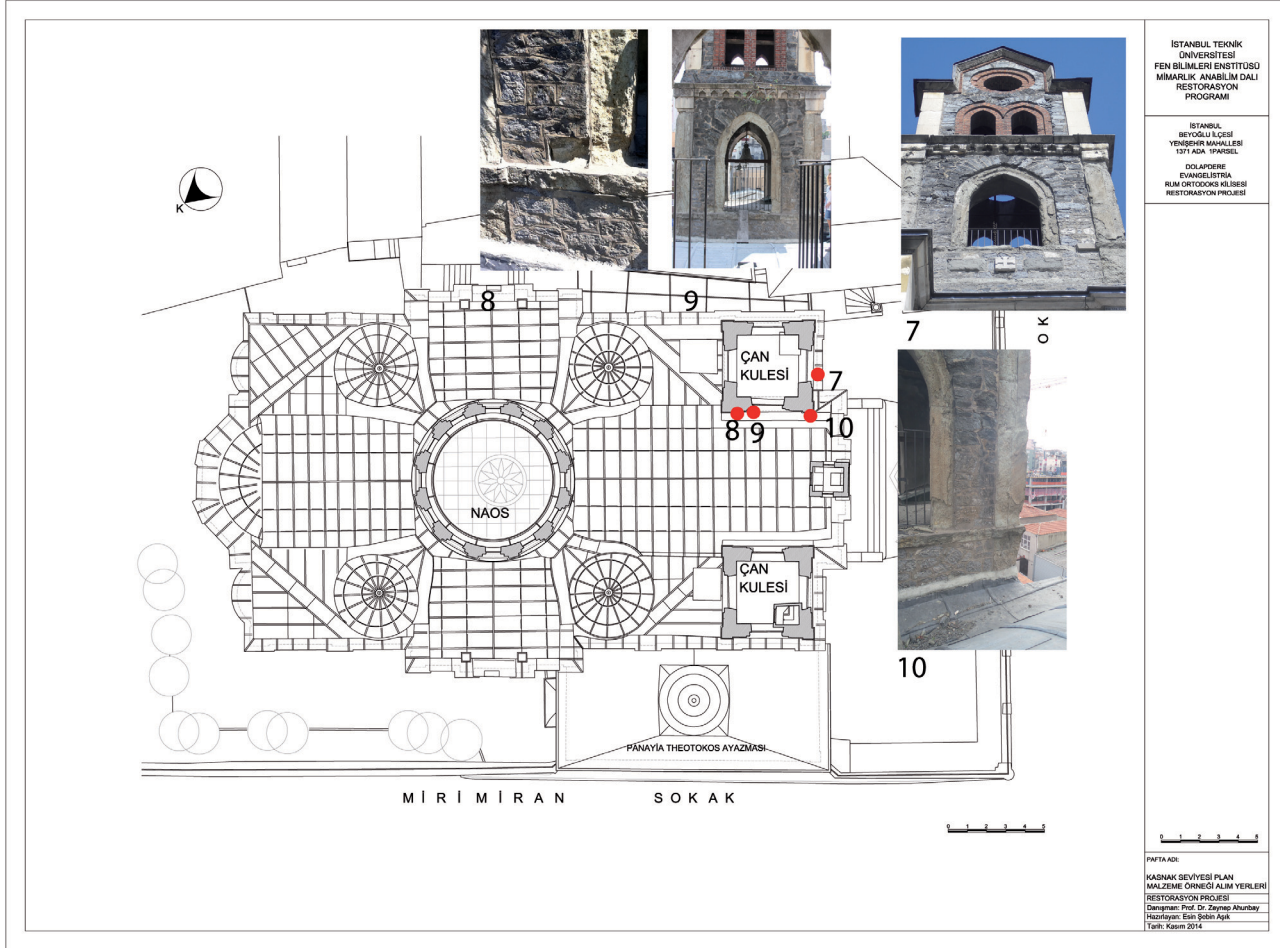 8
9
7
O K
K
ÇAN
KULESİ
7
8 9
10
NAOS
ÇAN
KULESİ
10
PANAYİA THEOTOKOS AYAZMASI
M İ R İ M İ R A N S O K A K
0 1 2 3 4 5
İSTANBUL TEKNİK
ÜNİVERSİTESİ
FEN BİLİMLERİ ENSTİTÜSÜ
MİMARLIK ANABİLİM DALI
RESTORASYON
PROGRAMI
İSTANBUL
BEYOĞLU İLÇESİ
YENİŞEHİR MAHALLESİ
1371 ADA 1PARSEL
DOLAPDERE
EVANGELİSTRİA
RUM ORTODOKS KİLİSESİ
RESTORASYON PROJESİ
0 1 2 3 4 5
PAFTA ADI:
KASNAK SEVİYESİ PLAN
MALZEME ÖRNEĞİ ALIM YERLERİ
RESTORASYON PROJESİ
Danışman: Prof. Dr. Zeynep Ahunbay
Hazırlayan: Esin Şebin Aşık
Tarih: Kasım 2014